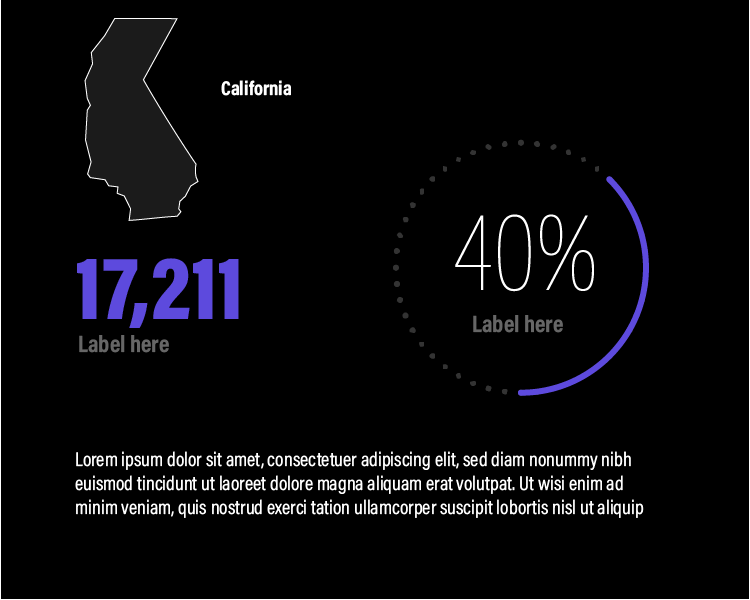 California
40%
Label here
17,211
Label here
Lorem ipsum dolor sit amet, consectetuer adipiscing elit, sed diam nonummy nibh
euismod tincidunt ut laoreet dolore magna aliquam erat volutpat. Ut wisi enim ad
minim veniam, quis nostrud exerci tation ullamcorper suscipit lobortis nisl ut aliquip